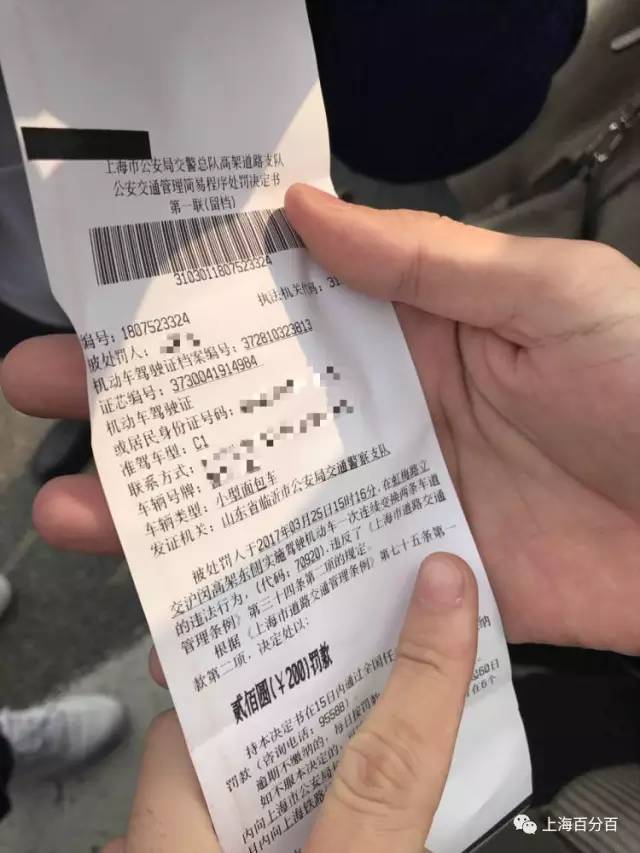 上海市公安局交警总队高架道路支队
公安交通管理简易程序处罚决定书
第一联(留档)
3103011807523324
执法机关代码: 31
编号: 1807523324
被处罚人:
机动车驾驶证档案编号: 372810323813
证芯编号: 3730041914984
机动车驾驶证
或居民身份证号码:
准驾车型: C1
联系方式:
车辆号牌:
车辆类型: 小型面包车
发证机关: 山东省临沂市公安局交通警察支队
被处罚人于2017年03月25日15时16分, 在虹梅路立
交沪闵高架东侧实施驾驶机动车一次连续变换两条车道
的违法行为, (代码: 70920),违反了《上海市道路交通
管理条例》第三十四条第二项的规定。
根据《上海市道路交通管理条例》第七十五条第一
款第二项, 决定处以:
贰佰圆(￥200)罚款
持本决定书在15日内通过全国
罚款 (咨询电话: 95588)
逾期不缴纳的, 每日按罚款
如不服本决定的,
内向上海市公安局
60日
日内向上海铁路
在6个
上海百分百